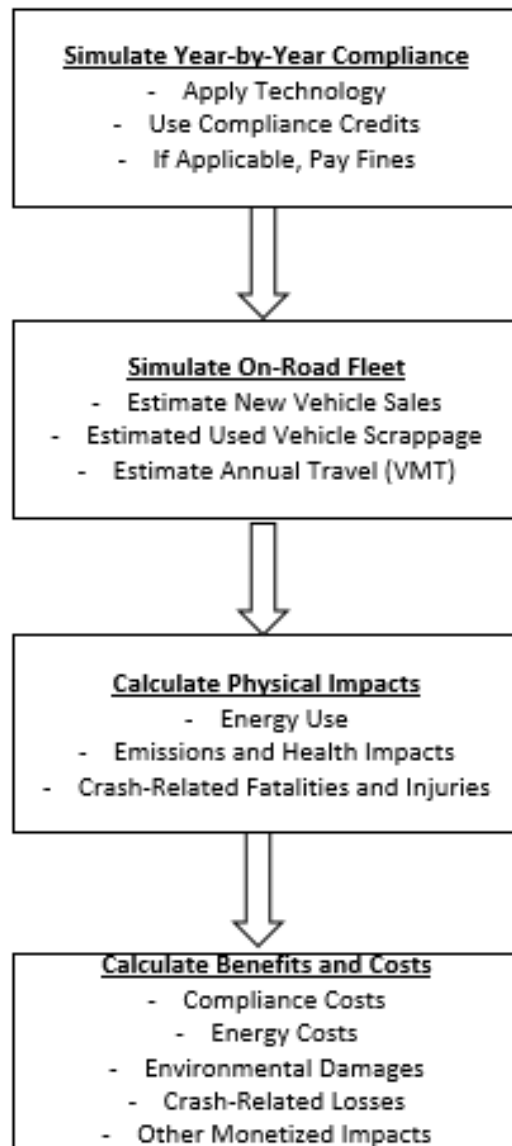 Simulate Year-by-Year Compliance
- Apply Technology
- Use Compliance Credits
- If Applicable, Pay Fines
Simulate On-Road Fleet
- Estimate New Vehicle Sales
- Estimated Used Vehicle Scrappage
- Estimate Annual Travel (VMT)
Calculate Physical Impacts
- Energy Use
- Emissions and Health Impacts
- Crash-Related Fatalities and Injuries
Calculate Benefits and Costs
- Compliance Costs
- Energy Costs
- Environmental Damages
- Crash-Related Losses
- Other Monetized Impacts